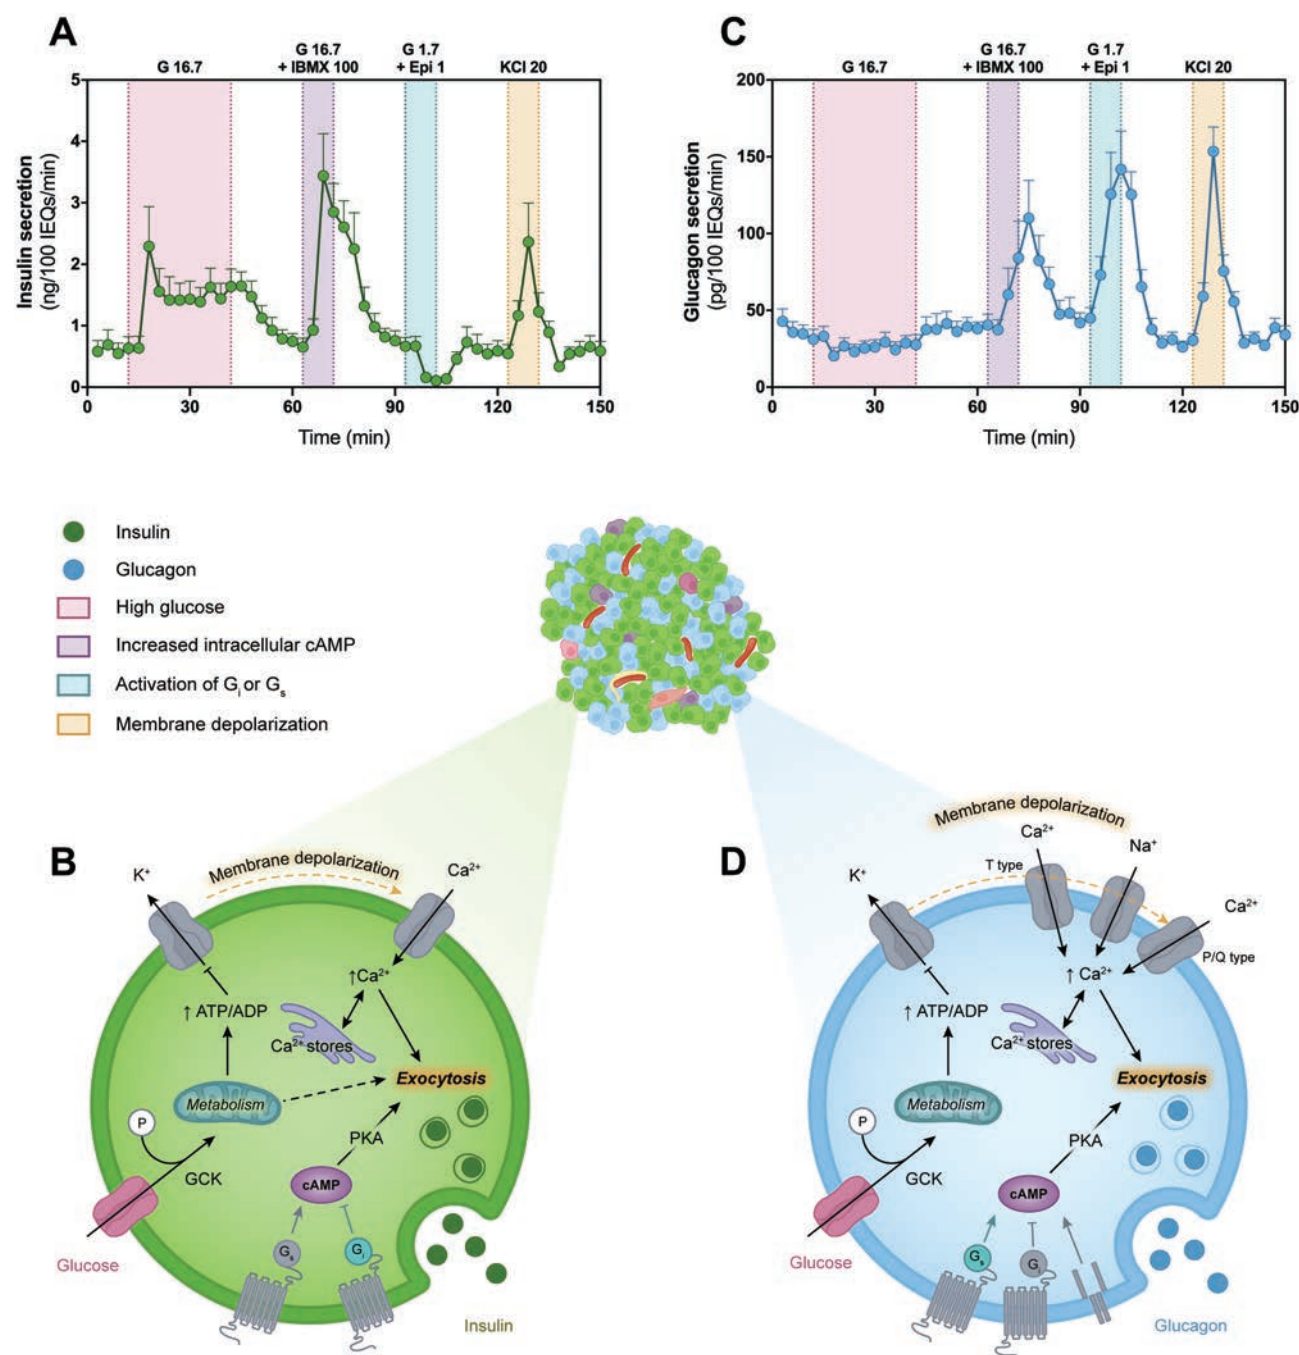 A
G 16.7
G 16.7
+ IBMX 100
G 1.7
+ Epi 1
KCl 20
5
4
3
2
1
0
Insulin secretion
(ng/100 IEQs/min)
0
30
60
90
120
150
Time (min)
C
G 16.7
G 16.7
+ IBMX 100
G 1.7
+ Epi 1
KCl 20
200
150
100
50
0
Glucagon secretion
(pg/100 IEQs/min)
0
30
60
90
120
150
Time (min)
Insulin
Glucagon
High glucose
Increased intracellular cAMP
Activation of Gi or Gs
Membrane depolarization
B
K+
Membrane depolarization
Ca2+
↑Ca2+
↑ ATP/ADP
Ca2+ stores
Exocytosis
Metabolism
P
PKA
GCK
cAMP
Gs
Gi
Glucose
Insulin
D
Membrane depolarization
Ca2+
Na+
T type
K+
Ca2+
P/Q type
↑ Ca2+
↑ ATP/ADP
Ca2+ stores
Exocytosis
Metabolism
P
PKA
GCK
cAMP
Gs
Gi
Glucose
Glucagon